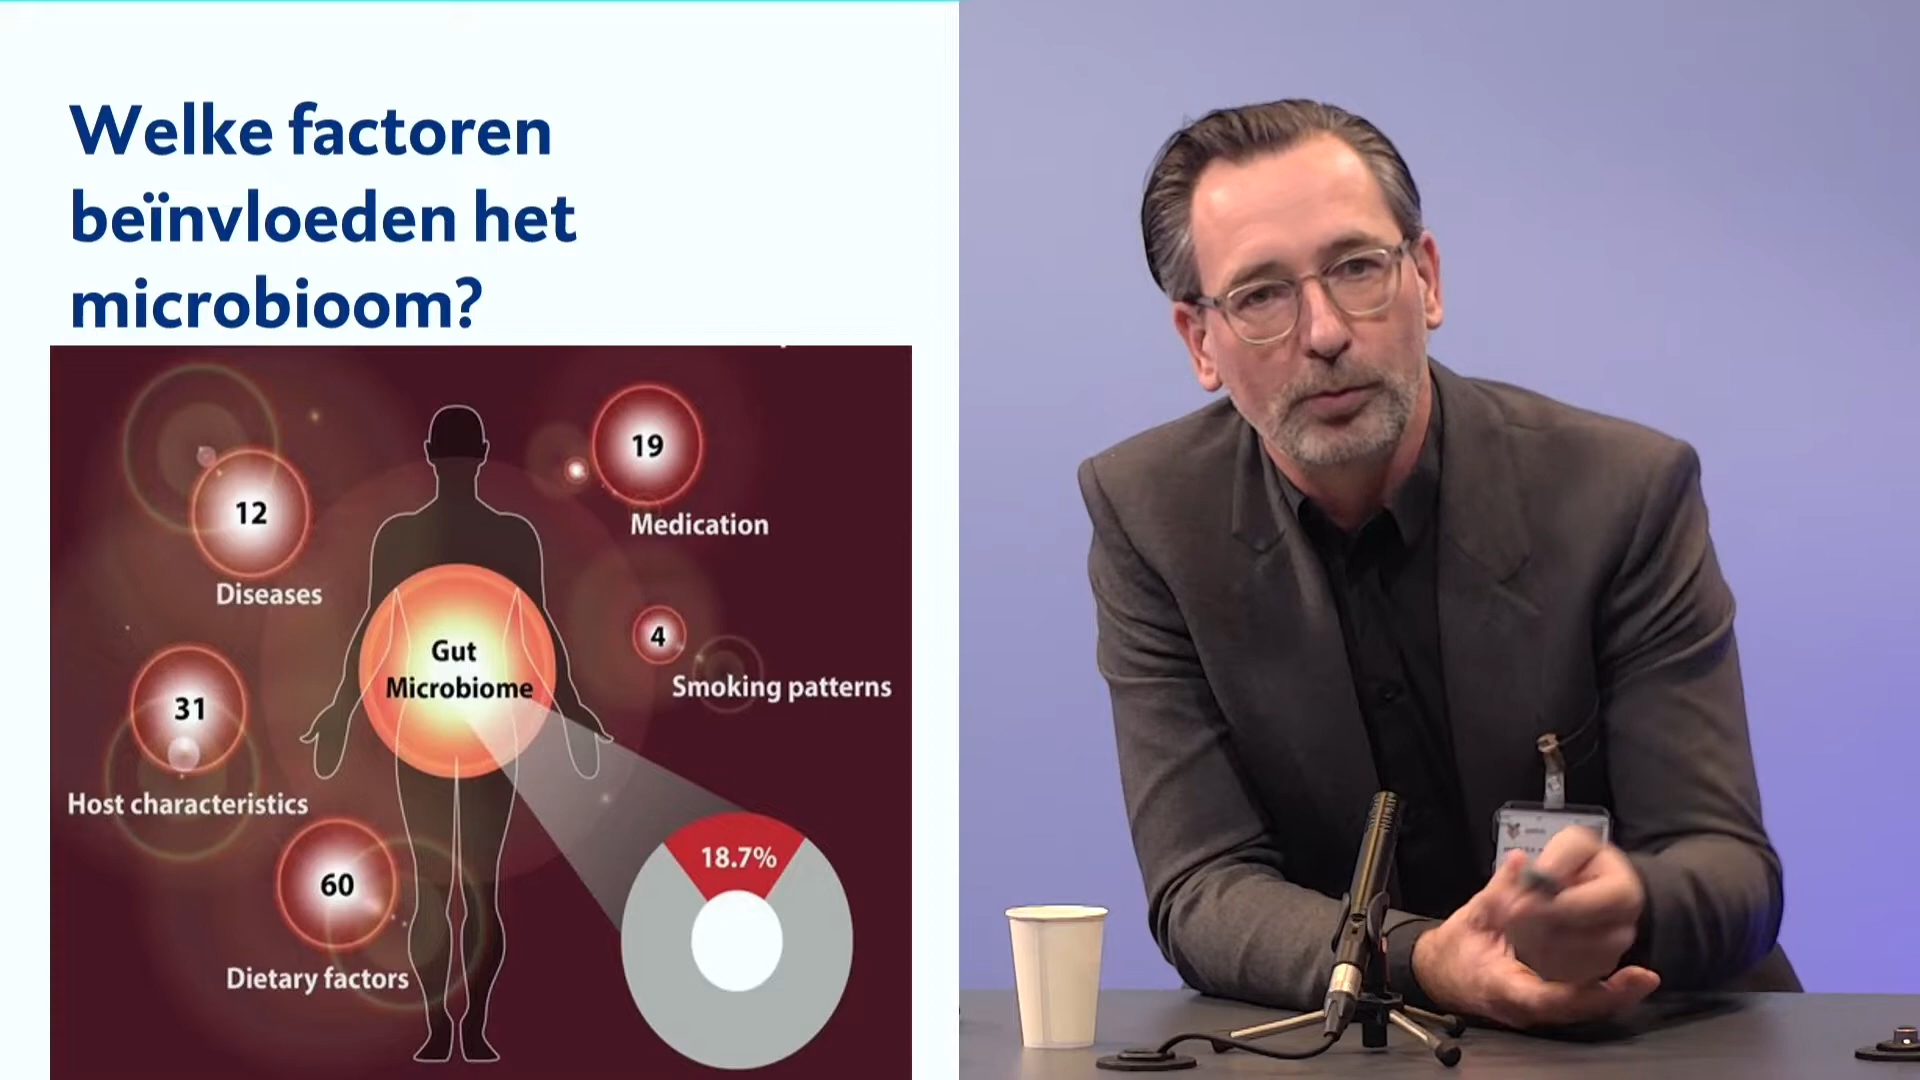 Welke factoren
beïnvloeden het
microbioom?
19
12
Medication
Diseases
4
Gut
Microbiome
Smoking patterns
31
Host characteristics
18.7%
60
Dietary factors